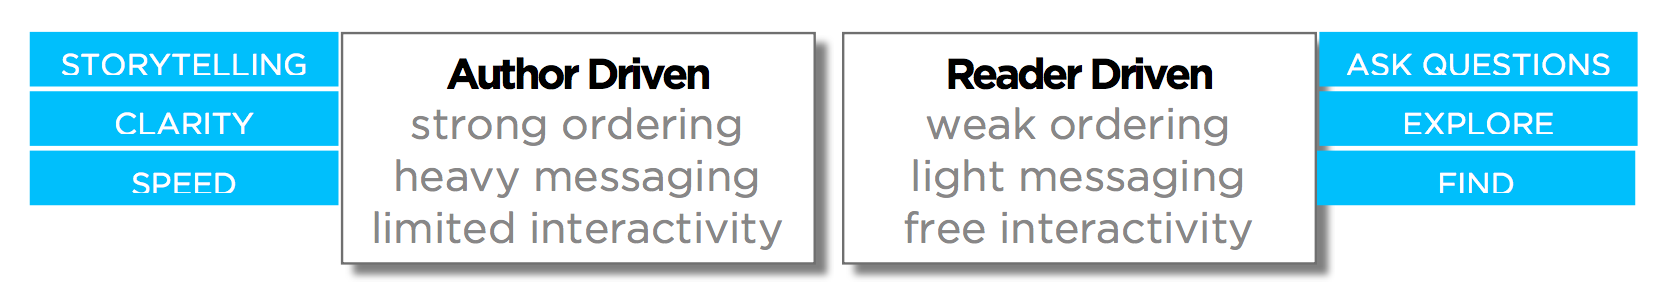 STORYTELLING
CLARITY
SPEED
Author Driven
strong ordering
heavy messaging
limited interactivity
Reader Driven
weak ordering
light messaging
free interactivity
ASK QUESTIONS
EXPLORE
FIND